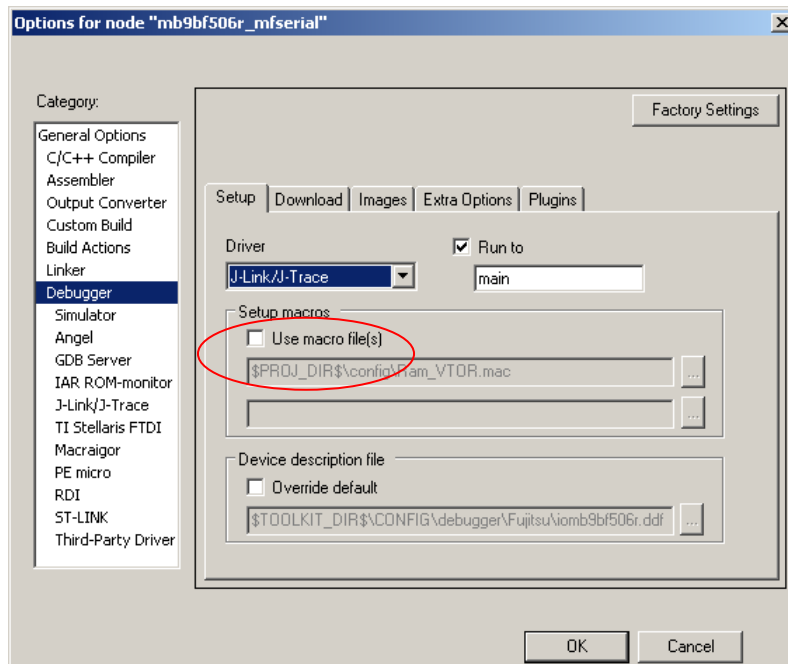 Options for node "mb9bf506r_mfserial"
Category:
Factory Settings
General Options
C/C++ Compiler
Assembler
Output Converter
Custom Build
Build Actions
Linker
Debugger
Simulator
Angel
GDB Server
IAR ROM-monitor
J-Link/J-Trace
TI Stellaris FTDI
Macraigor
PE micro
RDI
ST-LINK
Third-Party Driver
Setup Download Images Extra Options Plugins
Driver
Run to
J-Link/J-Trace
main
Setup macros
Use macro file(s)
$PROJ_DIR$\config\Ram_VTOR.mac
...
...
Device description file
Override default
$TOOLKIT_DIR$\CONFIG\debugger\Fujitsu\iomb9bf506r.ddf
...
OK Cancel